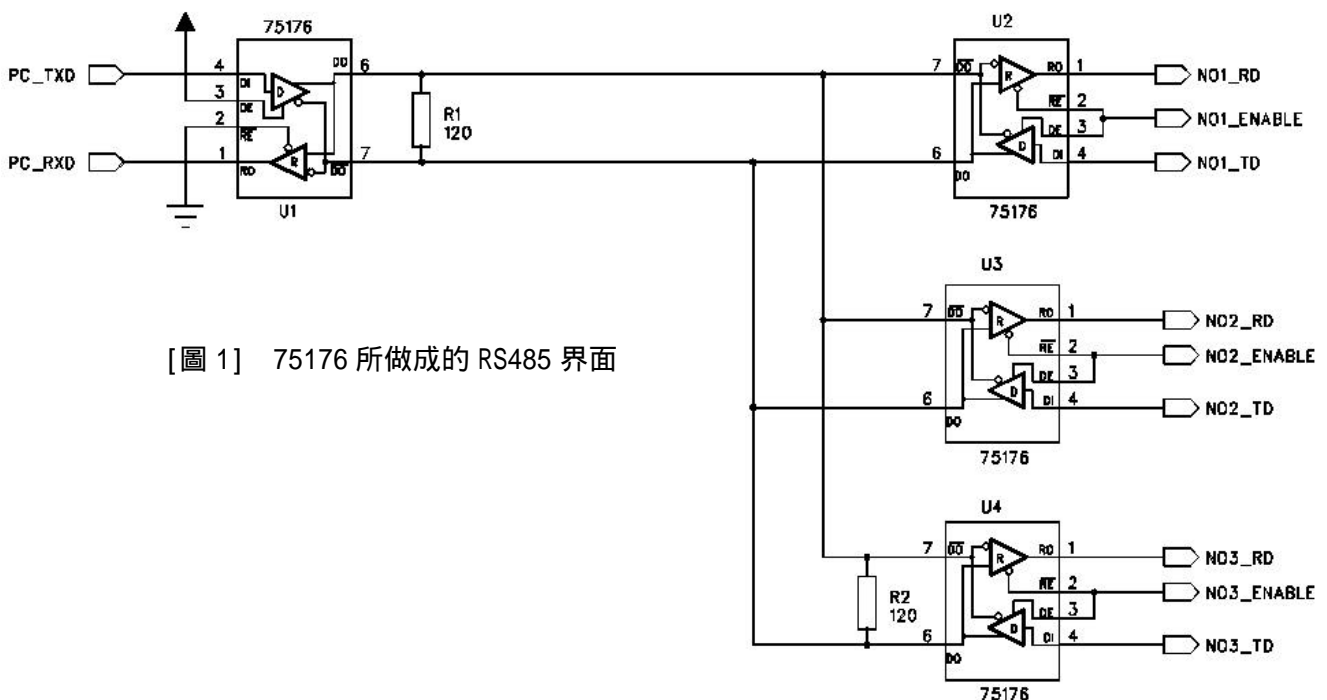 75176
U2
PC_TXD
4
DI
DO
6
3
DE
2
RE
PC_RXD
1
RO
DO
7
U1
R1
120
7
DO
RO
1
NO1_RD
RE
2
NO1_ENABLE
DE
3
6
DO
DI
4
NO1_TD
75176
D
R
R
D
[圖 1] 75176 所做成的 RS485 界面
U3
7
DO
R
RO
1
NO2_RD
RE
2
NO2_ENABLE
DE
3
6
DO
D
DI
4
NO2_TD
75176
U4
7
DO
R
RO
1
NO3_RD
RE
2
NO3_ENABLE
DE
3
R2
120
6
DO
D
DI
4
NO3_TD
75176